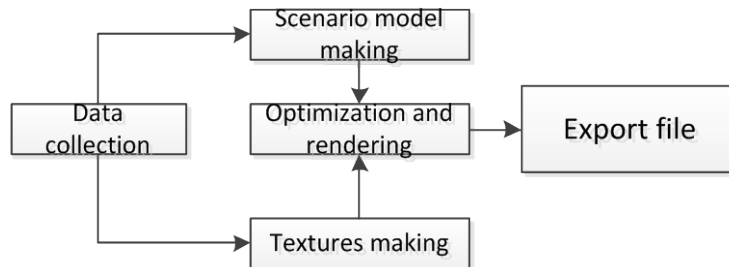 Scenario model
making
Data
collection
Optimization and
rendering
Export file
Textures making